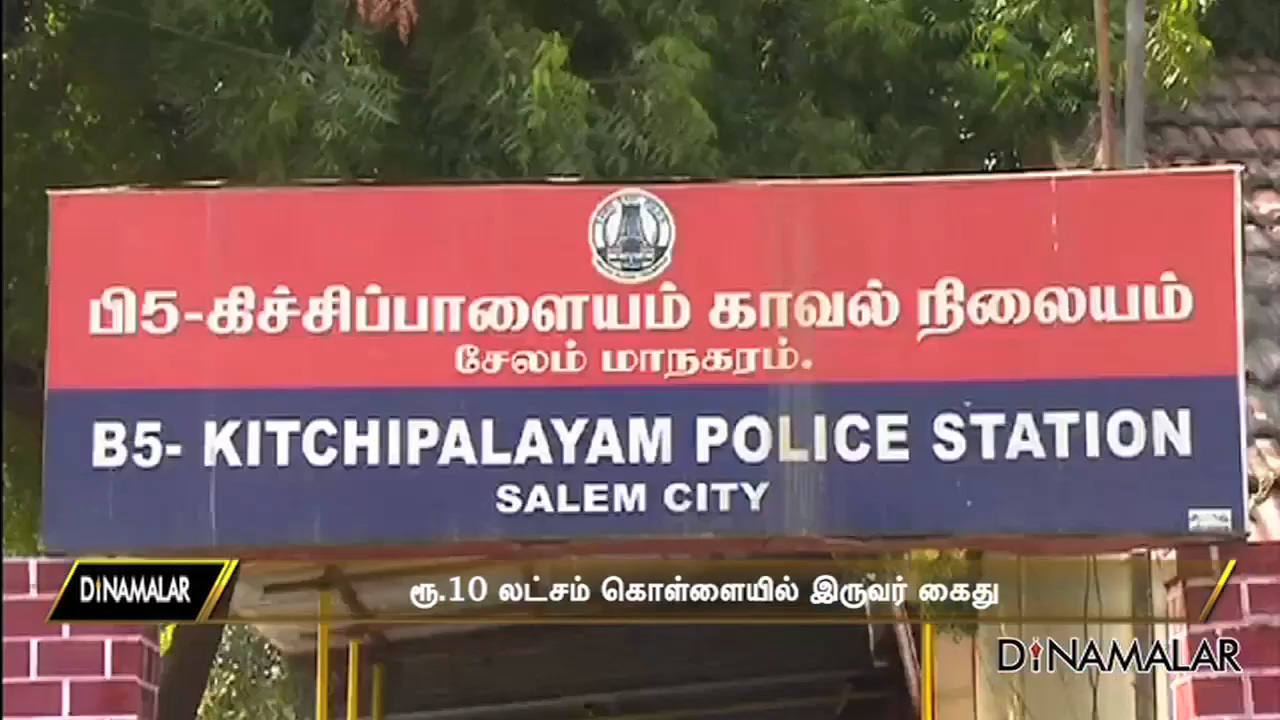 பி5-கிச்சிப்பாளையம் காவல் நிலையம்
சேலம் மாநகரம்.
B5- KITCHIPALAYAM POLICE STATION
SALEM CITY
DINAMALAR
ரூ.10 லட்சம் கொள்ளையில் இருவர் கைது
DINAMALAR